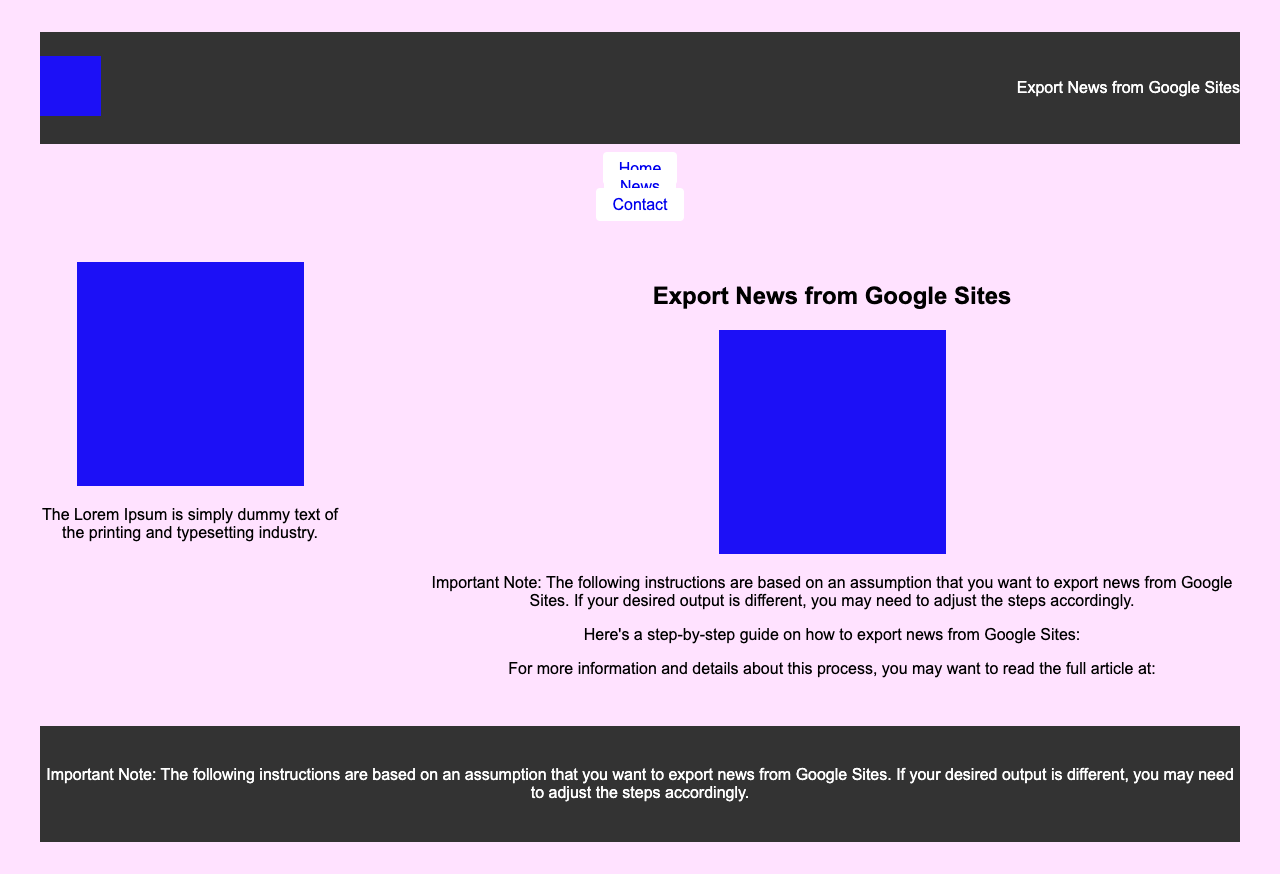 Export News from Google Sites
Home
News
Contact
The Lorem Ipsum is simply dummy text of
the printing and typesetting industry.
Export News from Google Sites
Important Note: The following instructions are based on an assumption that you want to export news from Google
Sites. If your desired output is different, you may need to adjust the steps accordingly.
Here's a step-by-step guide on how to export news from Google Sites:
For more information and details about this process, you may want to read the full article at:
Important Note: The following instructions are based on an assumption that you want to export news from Google Sites. If your desired output is different, you may need
to adjust the steps accordingly.